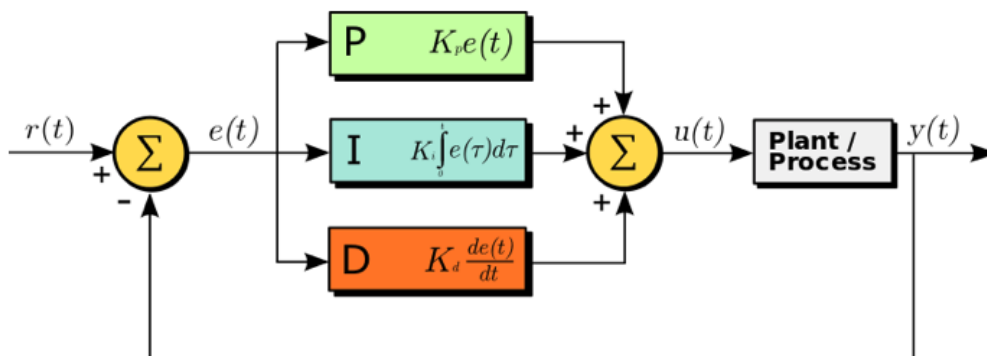 P K_p e(t)
r(t)
+
-
Σ
e(t)
I K_i ∫_0^t e(τ)dτ
D K_d de(t)/dt
+
+
+
Σ
u(t)
Plant /
Process
y(t)